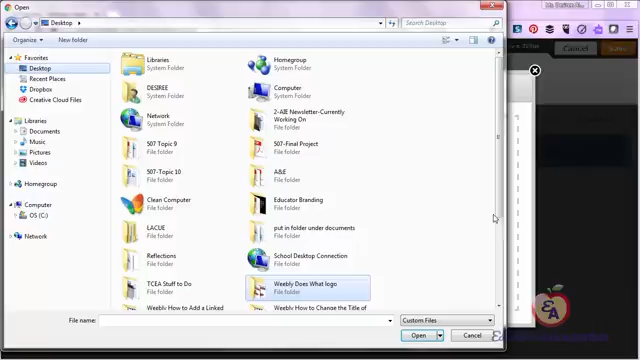 Open
Desktop
Search Desktop
Organize
New folder
Favorites
Desktop
Recent Places
Dropbox
Creative Cloud Files
Libraries
Documents
Music
Pictures
Videos
Homegroup
Computer
OS (C:)
Network
Libraries
System Folder
Homegroup
System Folder
DESIREE
System Folder
Computer
System Folder
Network
System Folder
2-AIE Newsletter-Currently
Working On
File folder
507 Topic 9
File folder
507-Final Project
File folder
507-Topic 10
File folder
A&E
File folder
Clean Computer
File folder
Educator Branding
File folder
LACUE
File folder
put in folder under documents
File folder
Reflections
File folder
School Desktop Connection
File folder
TCEA Stuff to Do
File folder
Weebly Does What logo
File folder
Weebly How to Add a Linked
Weebly How to Change the Title of
File name:
Custom Files
Open
Cancel
Cancel
EA